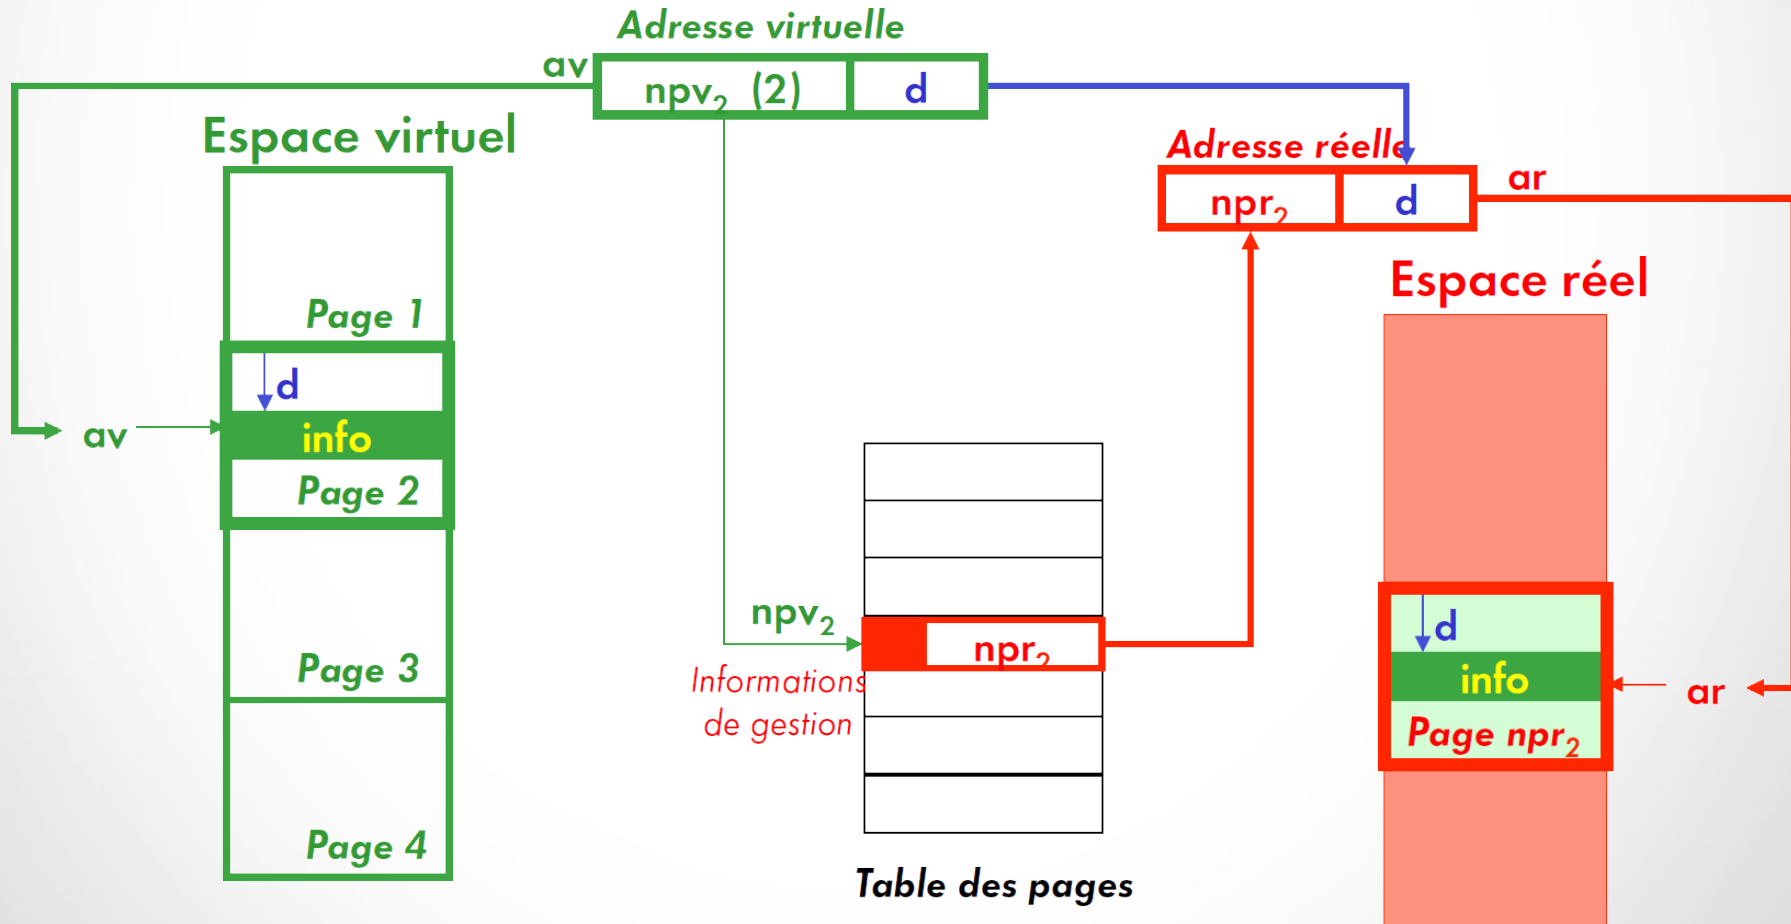 Adresse virtuelle
av
npv₂ (2)
d
Espace virtuel
Adresse réelle
npr₂
d
ar
Espace réel
Page 1
d
av
info
Page 2
Page 3
Page 4
npv₂
npr₂
Informations
de gestion
Table des pages
d
info
ar
Page npr₂